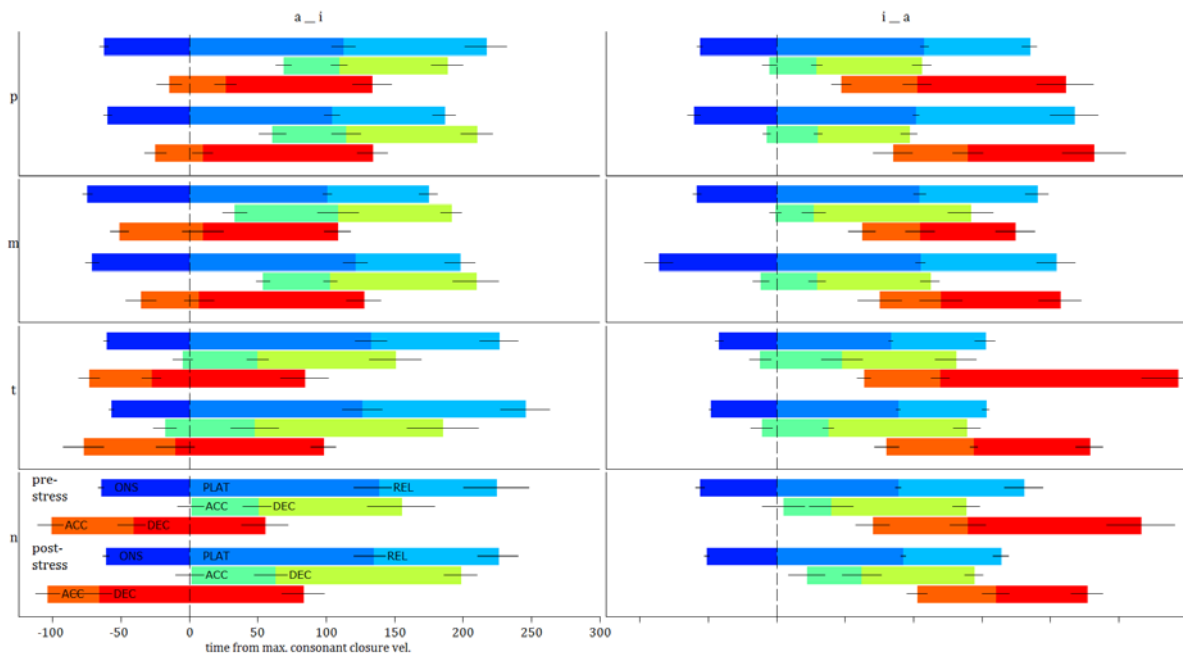 a _ i
i _ a
p
m
t
n
pre-
stress
ONS PLAT REL
ACC DEC
ACC DEC
post-
stress
ONS PLAT REL
ACC DEC
ACC DEC
-100 -50 0 50 100 150 200 250 300
time from max. consonant closure vel.